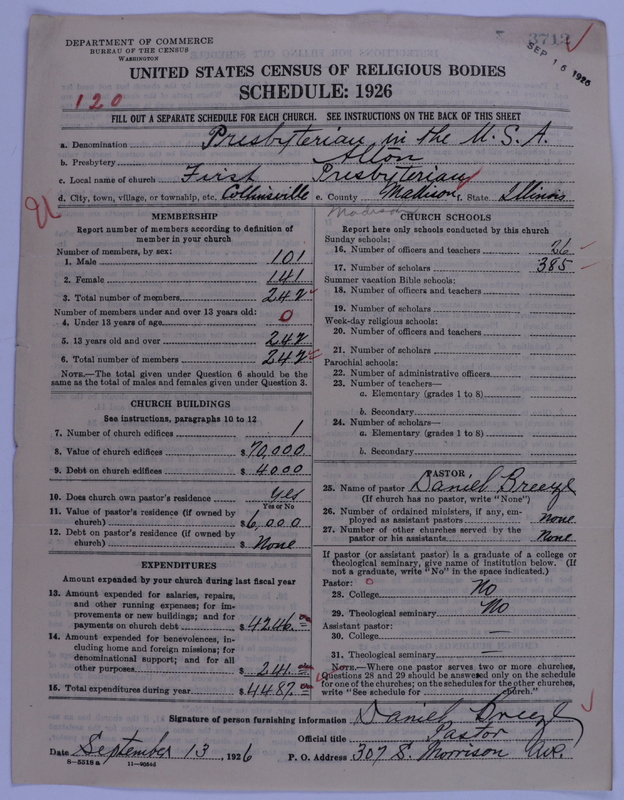 DEPARTMENT OF COMMERCE
BUREAU OF THE CENSUS
WASHINGTON
3712
SEP 16 1926
UNITED STATES CENSUS OF RELIGIOUS BODIES
SCHEDULE: 1926
120
FILL OUT A SEPARATE SCHEDULE FOR EACH CHURCH. SEE INSTRUCTIONS ON THE BACK OF THIS SHEET
a. Denomination Presbyterian in the U. S. A.
b. Presbytery Alton
c. Local name of church First Presbyterian
d. City, town, village, or township, etc. Collinsville e. County Madison f. State Illinois
Madison
MEMBERSHIP
Report number of members according to definition of
member in your church
Number of members, by sex:
1. Male 101
2. Female 141
3. Total number of members 242
Number of members under and over 13 years old:
4. Under 13 years of age 0
5. 13 years old and over 242
6. Total number of members 242
NOTE.—The total given under Question 6 should be
same as the total of males and females given under Question 3.
CHURCH BUILDINGS
See instructions, paragraphs 10 to 12
7. Number of church edifices 1
8. Value of church edifices $ 70,000
9. Debt on church edifices $ 4000
10. Does church own pastor's residence Yes
Yes or No
11. Value of pastor's residence (if owned by
church) $ 6,000
12. Debt on pastor's residence (if owned by
church) $ None
EXPENDITURES
Amount expended by your church during last fiscal year
13. Amount expended for salaries, repairs,
and other running expenses; for im-
provements or new buildings; and for
payments on church debt $ 4246
14. Amount expended for benevolences, in-
cluding home and foreign missions; for
denominational support; and for all
other purposes $ 241
15. Total expenditures during year $ 4487
CHURCH SCHOOLS
Report here only schools conducted by this church
Sunday schools:
16. Number of officers and teachers 26
17. Number of scholars 385
Summer vacation Bible schools:
18. Number of officers and teachers
19. Number of scholars
Week-day religious schools:
20. Number of officers and teachers
21. Number of scholars
Parochial schools:
22. Number of administrative officers
23. Number of teachers—
a. Elementary (grades 1 to 8)
b. Secondary
24. Number of scholars—
a. Elementary (grades 1 to 8)
b. Secondary
PASTOR
25. Name of pastor Daniel Breeze
(If church has no pastor, write "None")
26. Number of ordained ministers, if any, em-
ployed as assistant pastors None
27. Number of other churches served by the
pastor or his assistants None
If pastor (or assistant pastor) is a graduate of a college or
theological seminary, give name of institution below. (If
not a graduate, write "No" in the space indicated.)
Pastor: 0
28. College No
29. Theological seminary No
Assistant pastor:
30. College —
31. Theological seminary —
NOTE.—Where one pastor serves two or more churches,
Questions 28 and 29 should be answered only on the schedule
for one of the churches; on the schedules for the other churches,
write "See schedule for church."
Signature of person furnishing information Daniel Breeze
Official title Pastor
Date September 13, 1926 P. O. Address 307 S. Morrison Ave.
8—5518 a